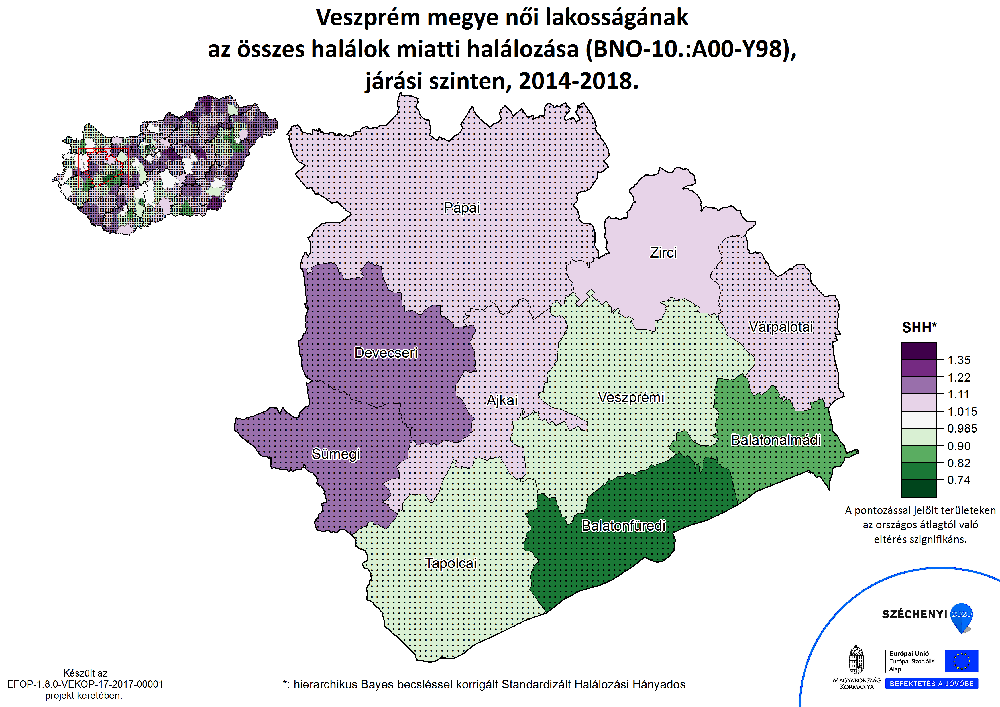 Veszprém megye női lakosságának
az összes halálok miatti halálozása (BNO-10.:A00-Y98),
járási szinten, 2014-2018.
Pápai
Zirci
Várpalotai
Devecseri
Ajkai
Veszprémi
Balatonalmádi
Sümegi
Balatonfüredi
Tapolcai
SHH*
1.35
1.22
1.11
1.015
0.985
0.90
0.82
0.74
A pontozással jelölt területeken
az országos átlagtól való
eltérés szignifikáns.
SZÉCHENYI 2020
MAGYARORSZÁG
KORMÁNYA
Európai Unió
Európai Szociális
Alap
BEFEKTETÉS A JÖVŐBE
Készült az
EFOP-1.8.0-VEKOP-17-2017-00001
projekt keretében.
*: hierarchikus Bayes becsléssel korrigált Standardizált Halálozási Hányados